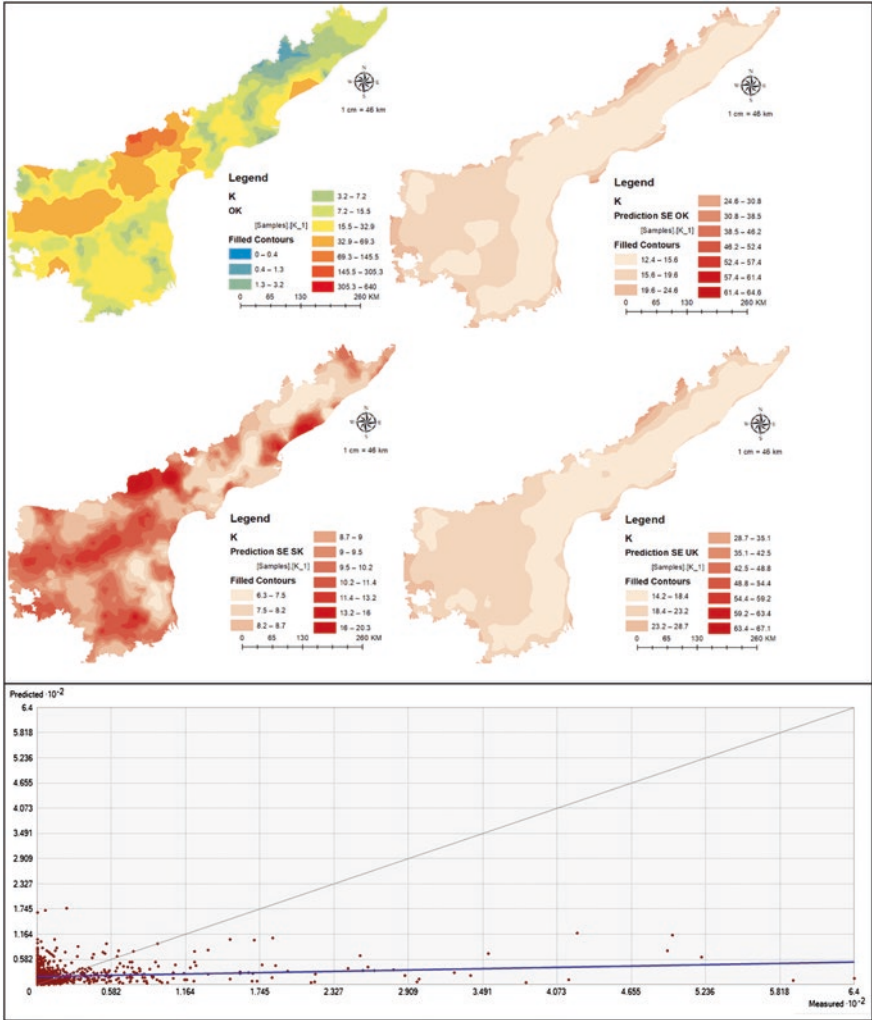 N
W
E
S
1 cm = 46 km
Legend
K
OK
[Samples].[K_1]
Filled Contours
0 – 0.4
0.4 – 1.3
1.3 – 3.2
3.2 – 7.2
7.2 – 15.5
15.5 – 32.9
32.9 – 69.3
69.3 – 145.5
145.5 – 305.3
305.3 – 640
0 65 130 260 KM
N
W
E
S
1 cm = 46 km
Legend
K
Prediction SE OK
[Samples].[K_1]
Filled Contours
12.4 – 15.6
15.6 – 19.6
19.6 – 24.6
24.6 – 30.8
30.8 – 38.5
38.5 – 46.2
46.2 – 52.4
52.4 – 57.4
57.4 – 61.4
61.4 – 64.6
0 65 130 260 KM
N
W
E
S
1 cm = 46 km
Legend
K
Prediction SE SK
[Samples].[K_1]
Filled Contours
6.3 – 7.5
7.5 – 8.2
8.2 – 8.7
8.7 – 9
9 – 9.5
9.5 – 10.2
10.2 – 11.4
11.4 – 13.2
13.2 – 16
16 – 20.3
0 65 130 260 KM
N
W
E
S
1 cm = 46 km
Legend
K
Prediction SE UK
[Samples].[K_1]
Filled Contours
14.2 – 18.4
18.4 – 23.2
23.2 – 28.7
28.7 – 35.1
35.1 – 42.5
42.5 – 48.8
48.8 – 54.4
54.4 – 59.2
59.2 – 63.4
63.4 – 67.1
0 65 130 260 KM
Predicted ·10⁻²
6.4
5.818
5.236
4.655
4.073
3.491
2.909
2.327
1.745
1.164
0.582
0 0.582 1.164 1.745 2.327 2.909 3.491 4.073 4.655 5.236 5.818 6.4
Measured ·10⁻²